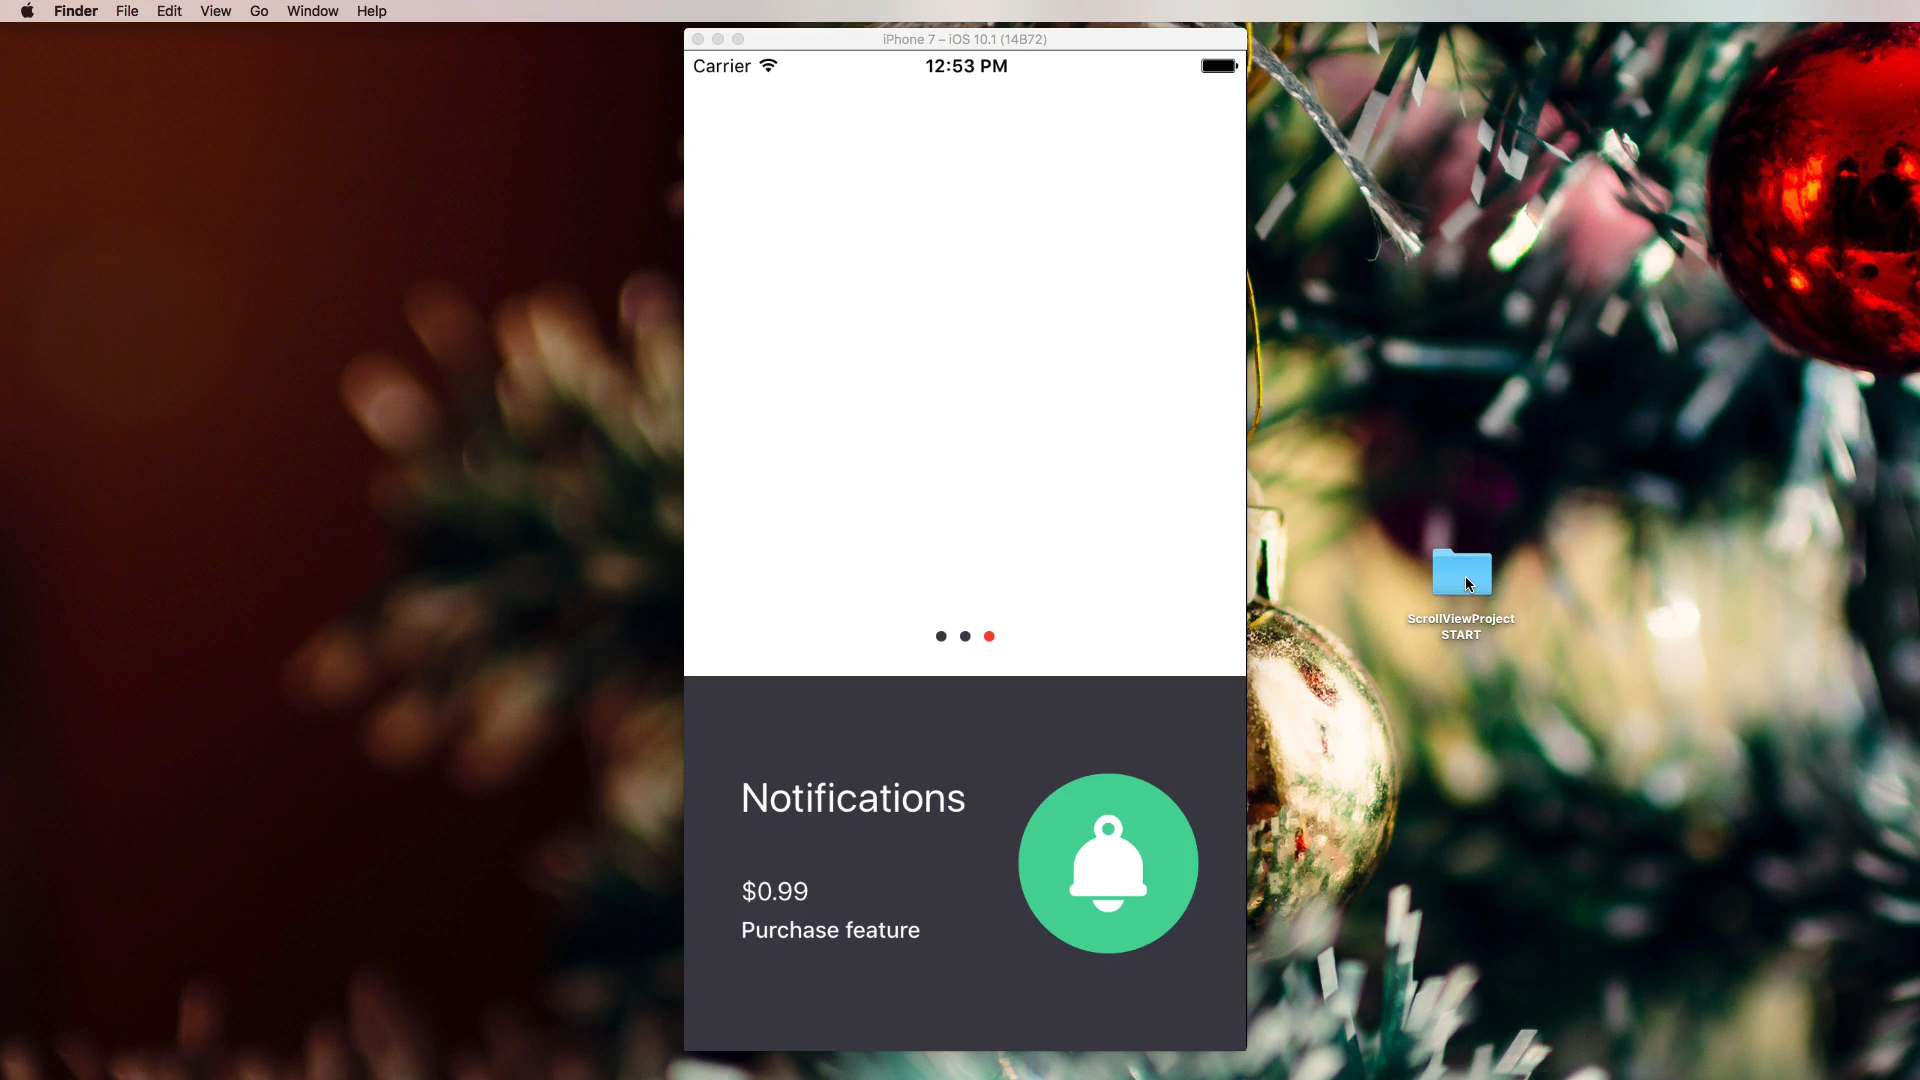 Finder File Edit View Go Window Help
iPhone 7 – iOS 10.1 (14B72)
Carrier 12:53 PM
ScrollViewProject
START
Notifications
$0.99
Purchase feature